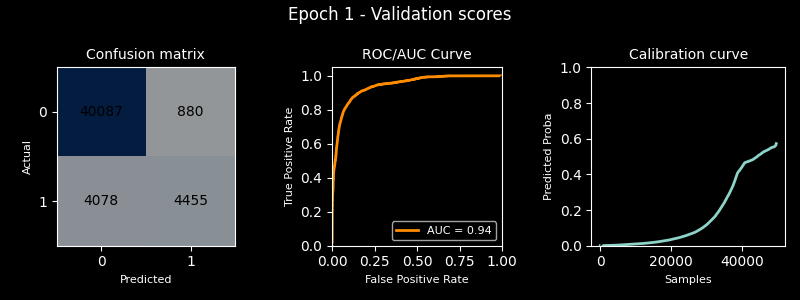 Epoch 1 - Validation scores
Confusion matrix
Actual
0
1
40087
880
4078
4455
0
1
Predicted
ROC/AUC Curve
True Positive Rate
1.0
0.8
0.6
0.4
0.2
0.0
AUC = 0.94
0.00
0.25
0.50
0.75
1.00
False Positive Rate
Calibration curve
Predicted Proba
1.0
0.8
0.6
0.4
0.2
0.0
0
20000
40000
Samples